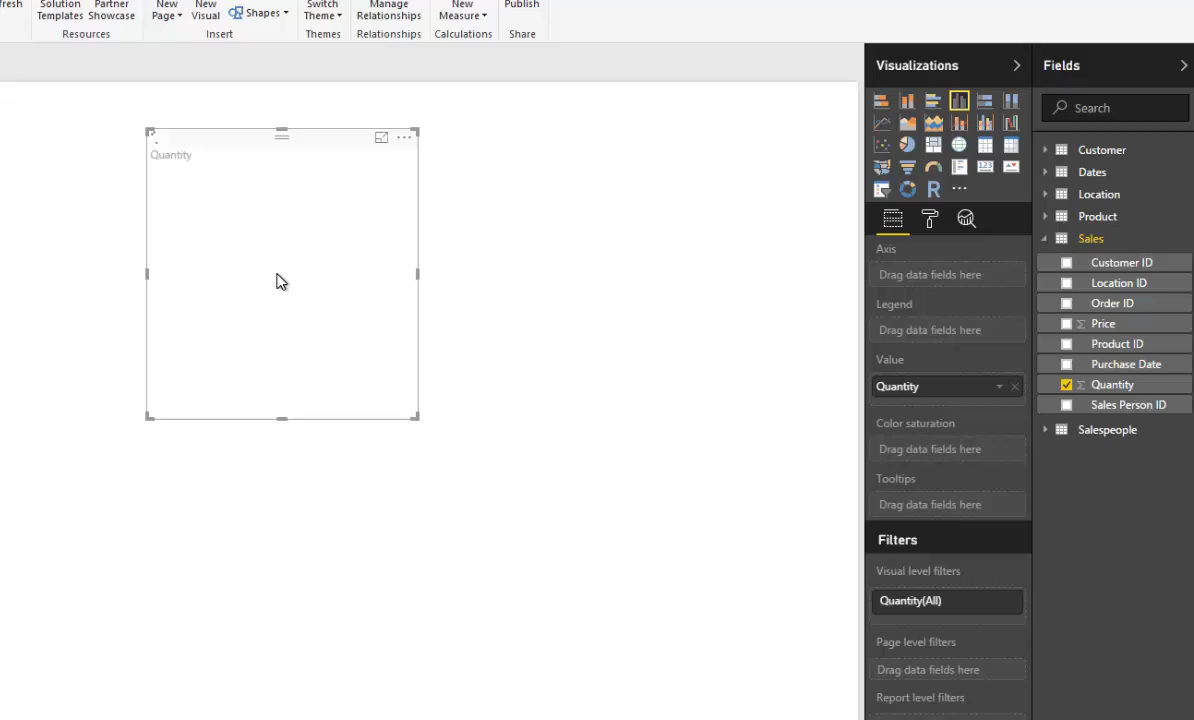 fresh
Solution Templates
Partner Showcase
Resources
New Page
New Visual
Shapes
Insert
Switch Theme
Themes
Manage Relationships
Relationships
New Measure
Calculations
Publish
Share
Quantity
Visualizations
123
R
Axis
Drag data fields here
Legend
Drag data fields here
Value
Quantity
Color saturation
Drag data fields here
Tooltips
Drag data fields here
Filters
Visual level filters
Quantity(All)
Page level filters
Drag data fields here
Report level filters
Fields
Search
Customer
Dates
Location
Product
Sales
Customer ID
Location ID
Order ID
Σ Price
Product ID
Purchase Date
Σ Quantity
Sales Person ID
Salespeople